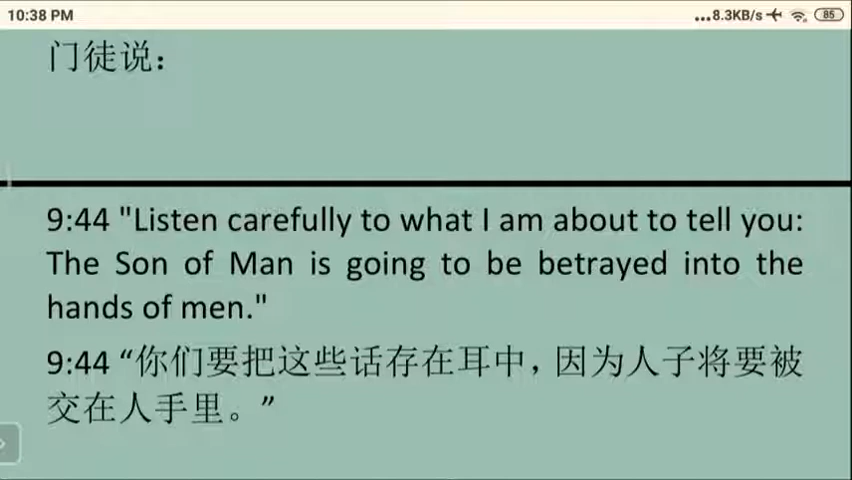 10:38 PM ...8.3KB/s 85
门徒说：
9:44 "Listen carefully to what I am about to tell you:
The Son of Man is going to be betrayed into the
hands of men."
9:44 “你们要把这些话存在耳中，因为人子将要被
交在人手里。”